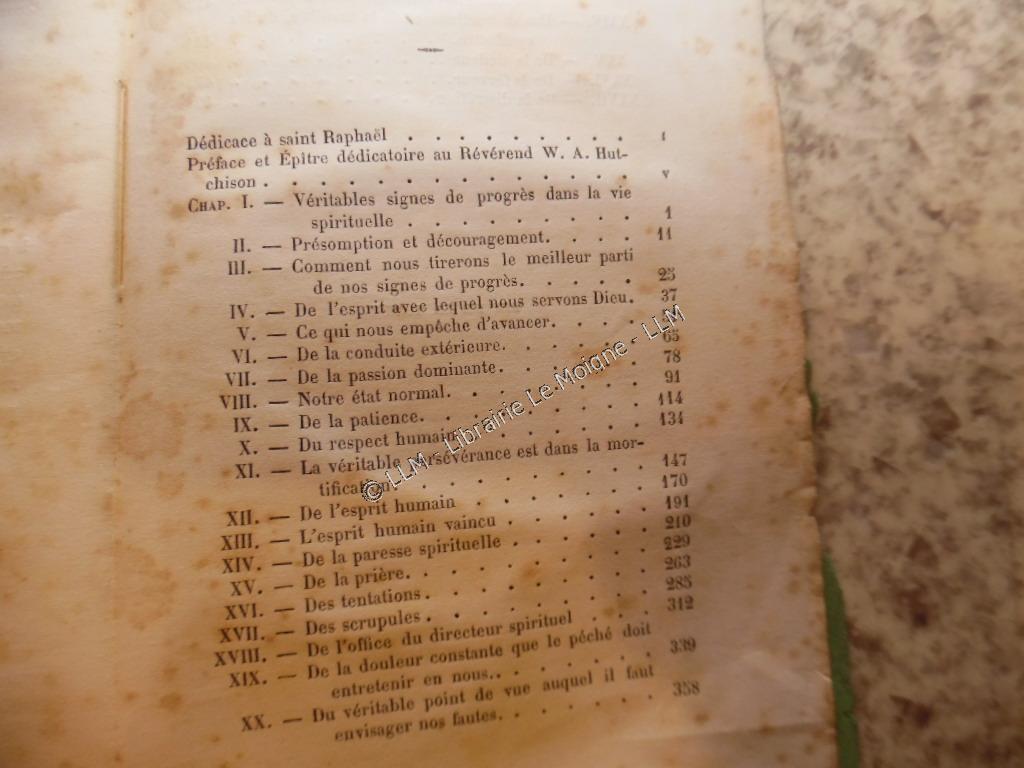 Dédicace à saint Raphaël . . . . . . . . . I
Préface et Épître dédicatoire au Révérend W. A. Hut-
chison . . . . . . . . . . . . . . V
CHAP. I. — Véritables signes de progrès dans la vie
spirituelle . . . . . . . . . 1
II. — Présomption et découragement. . . . . 11
III. — Comment nous tirerons le meilleur parti
de nos signes de progrès. . . . . 23
IV. — De l'esprit avec lequel nous servons Dieu. 37
V. — Ce qui nous empêche d'avancer. . . .
VI. — De la conduite extérieure. . . . . 65
VII. — De la passion dominante. . . . . 78
VIII. — Notre état normal. . . . . . . 91
IX. — De la patience. . . . . . . . 114
X. — Du respect humain . . . . . . 134
XI. — La véritable persévérance est dans la mor-
tification. . . . . . . . . . 147
XII. — De l'esprit humain . . . . . . 170
XIII. — L'esprit humain vaincu . . . . . 191
XIV. — De la paresse spirituelle . . . . . 210
XV. — De la prière. . . . . . . . . 229
XVI. — Des tentations. . . . . . . . 263
XVII. — Des scrupules . . . . . . . . 285
XVIII. — De l'office du directeur spirituel . . . 312
XIX. — De la douleur constante que le péché doit
entretenir en nous. . . . . . . 339
XX. — Du véritable point de vue auquel il faut
envisager nos fautes. . . . . . 358
© LLM - Librairie Le Moigne - LLM